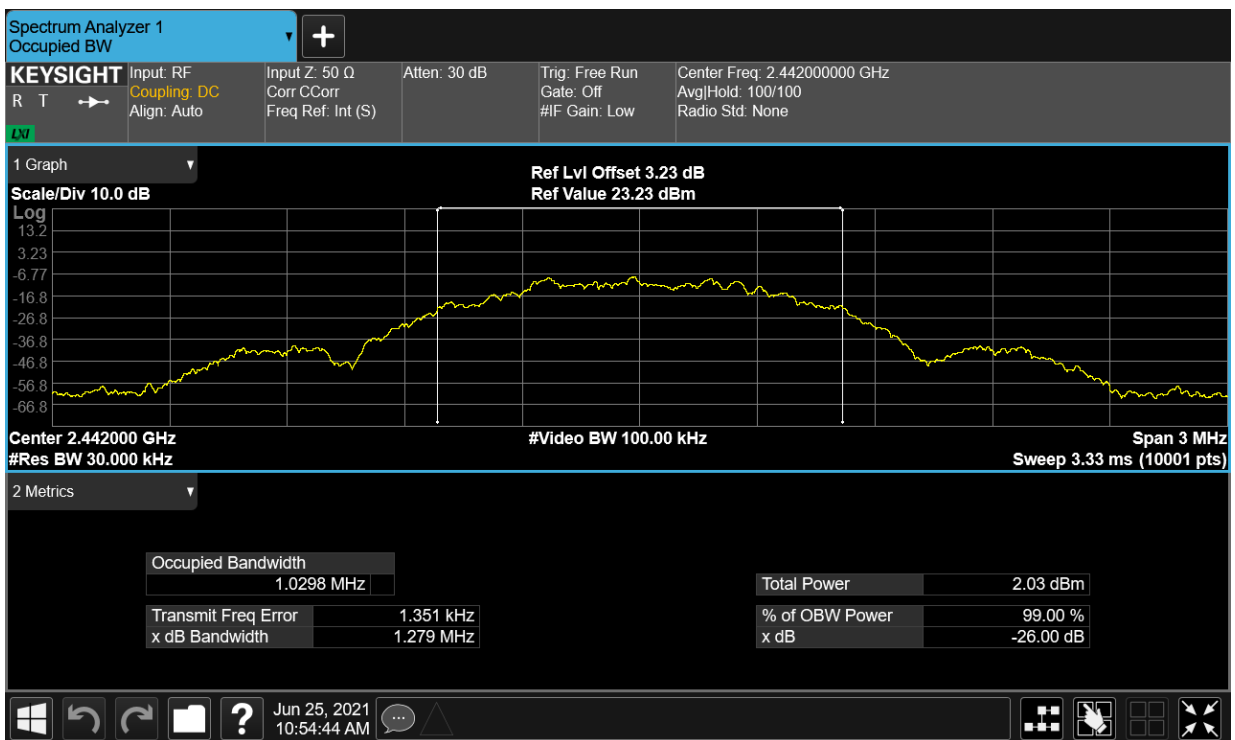 Spectrum Analyzer 1
Occupied BW
KEYSIGHT
R T
LXI
Input: RF
Coupling: DC
Align: Auto
Input Z: 50 Ω
Corr CCorr
Freq Ref: Int (S)
Atten: 30 dB
Trig: Free Run
Gate: Off
#IF Gain: Low
Center Freq: 2.442000000 GHz
Avg|Hold: 100/100
Radio Std: None
1 Graph
Ref Lvl Offset 3.23 dB
Scale/Div 10.0 dB
Ref Value 23.23 dBm
Log
13.2
3.23
-6.77
-16.8
-26.8
-36.8
-46.8
-56.8
-66.8
Center 2.442000 GHz
#Video BW 100.00 kHz
Span 3 MHz
#Res BW 30.000 kHz
Sweep 3.33 ms (10001 pts)
2 Metrics
Occupied Bandwidth
1.0298 MHz
Total Power 2.03 dBm
Transmit Freq Error 1.351 kHz
% of OBW Power 99.00 %
x dB Bandwidth 1.279 MHz
x dB -26.00 dB
?
Jun 25, 2021
10:54:44 AM